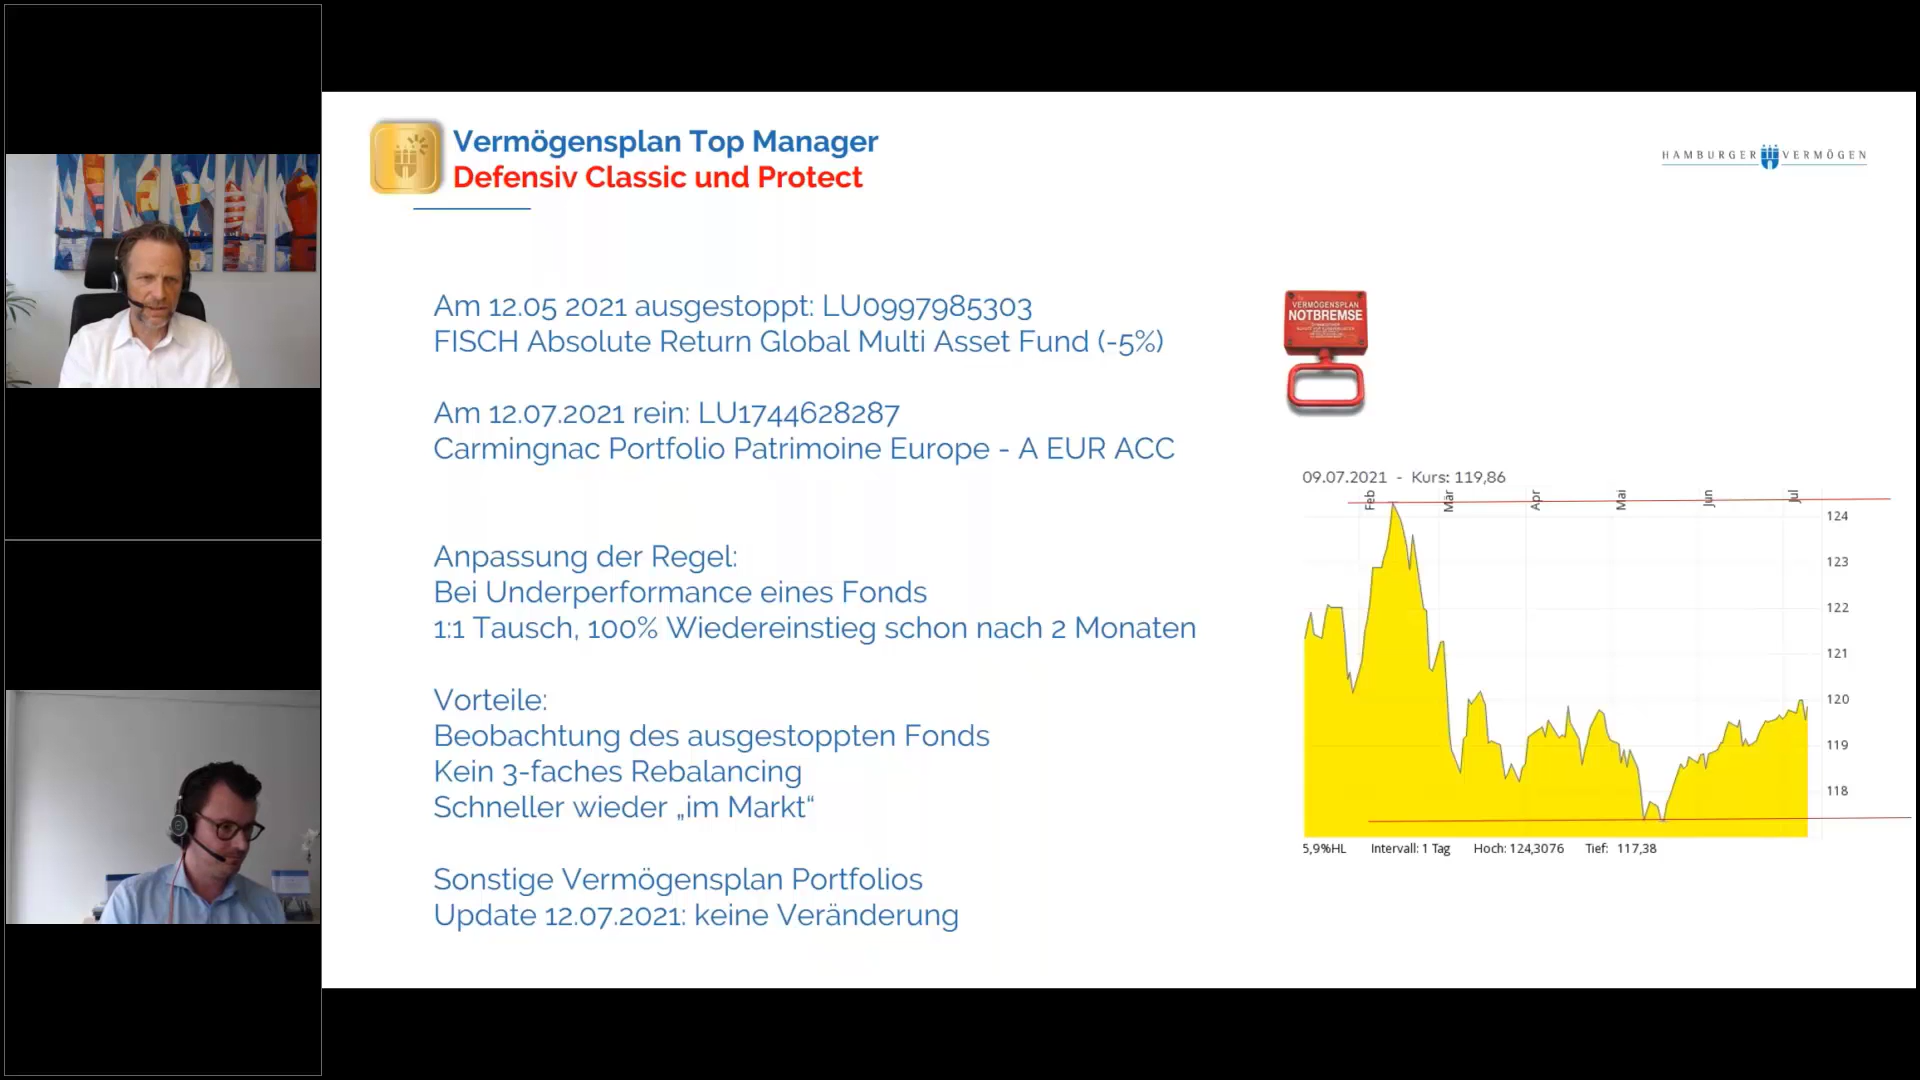 Vermögensplan Top Manager
Defensiv Classic und Protect
HAMBURGER VERMÖGEN
Am 12.05 2021 ausgestoppt: LU0997985303
FISCH Absolute Return Global Multi Asset Fund (-5%)
Am 12.07.2021 rein: LU1744628287
Carmingnac Portfolio Patrimoine Europe - A EUR ACC
Anpassung der Regel:
Bei Underperformance eines Fonds
1:1 Tausch, 100% Wiedereinstieg schon nach 2 Monaten
Vorteile:
Beobachtung des ausgestoppten Fonds
Kein 3-faches Rebalancing
Schneller wieder „im Markt“
Sonstige Vermögensplan Portfolios
Update 12.07.2021: keine Veränderung
VERMÖGENSPLAN
NOTBREMSE
09.07.2021 - Kurs: 119,86
Feb
Mär
Apr
Mai
Jun
Jul
124
123
122
121
120
119
118
5,9%HL Intervall: 1 Tag Hoch: 124,3076 Tief: 117,38